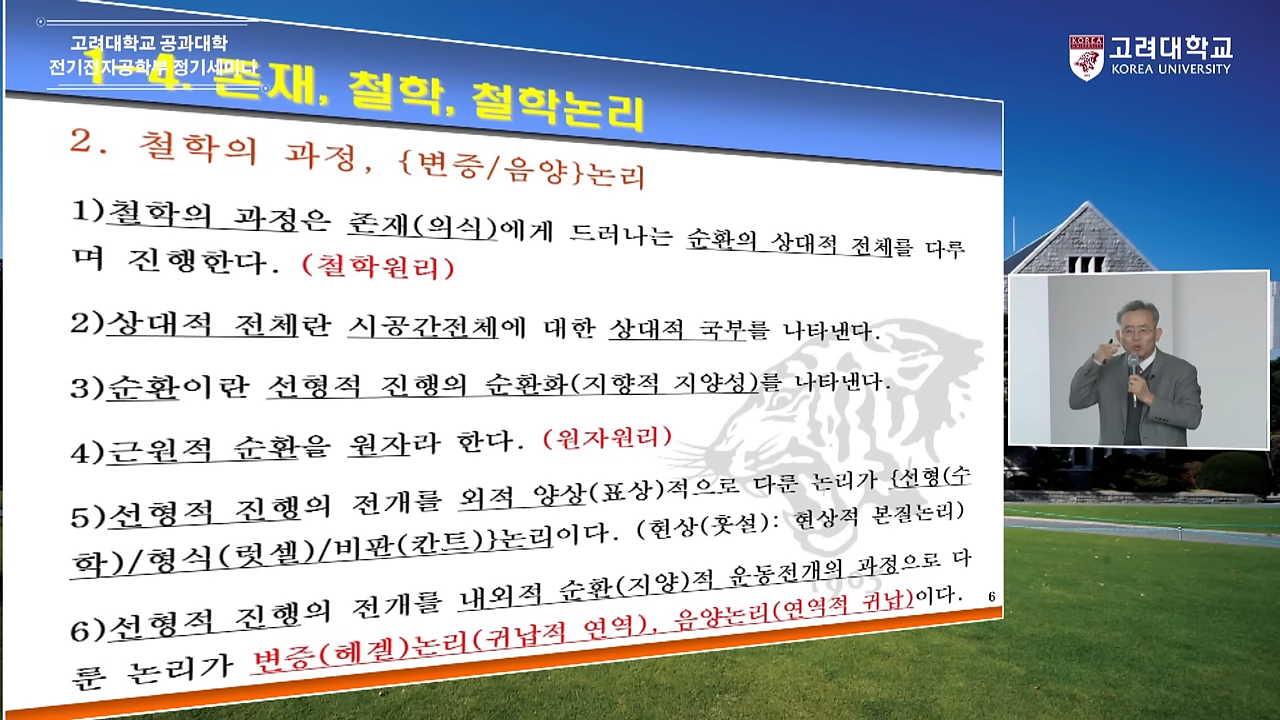 고려대학교 공과대학
전기전자공학부 정기세미나
고려대학교
KOREA UNIVERSITY
1-4. 존재, 철학, 철학논리
2. 철학의 과정, {변증/음양}논리
1)철학의 과정은 존재(의식)에게 드러나는 순환의 상대적 전체를 다루
며 진행한다. (철학원리)
2)상대적 전체란 시공간전체에 대한 상대적 국부를 나타낸다.
3)순환이란 선형적 진행의 순환화(지향적 지양성)를 나타낸다.
4)근원적 순환을 원자라 한다. (원자원리)
5)선형적 진행의 전개를 외적 양상(표상)적으로 다룬 논리가 {선형(수
학)/형식(럿셀)/비판(칸트)}논리이다. (현상(훗설): 현상적 본질논리)
6)선형적 진행의 전개를 내외적 순환(지양)적 운동전개의 과정으로 다
룬 논리가 변증(헤겔)논리(귀납적 연역), 음양논리(연역적 귀납)이다.
6
1905